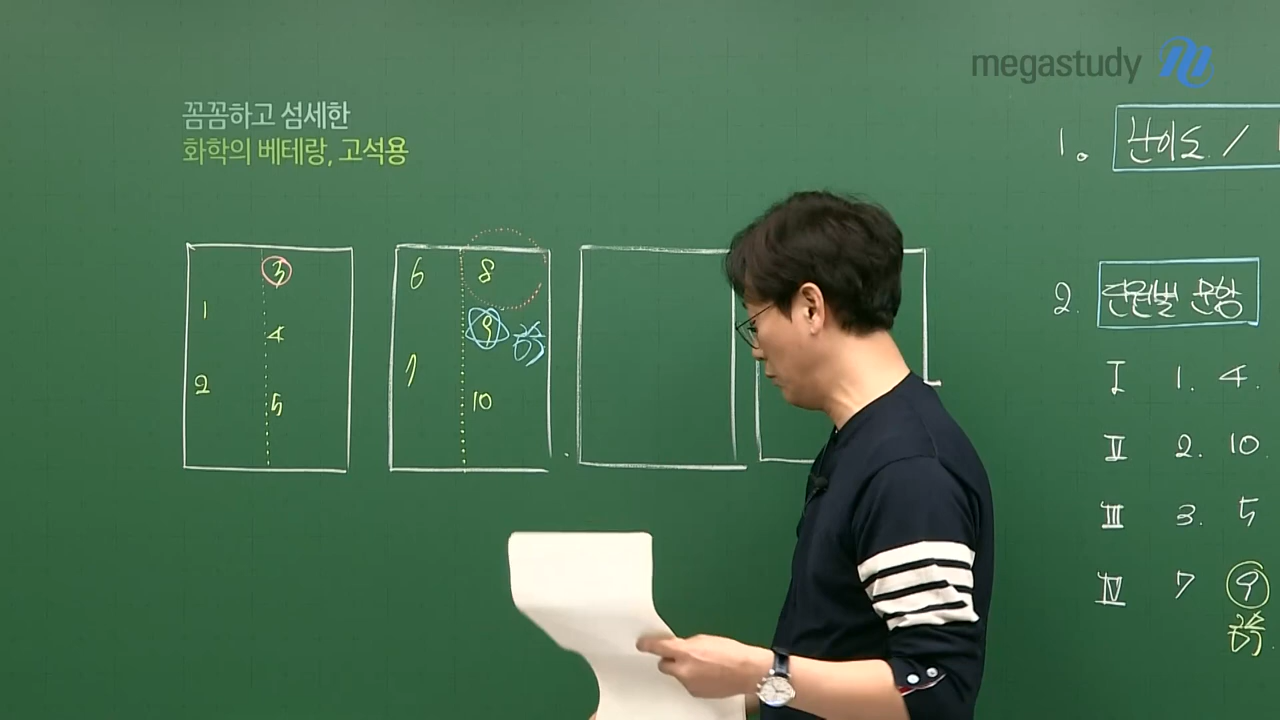 megastudy
꼼꼼하고 섬세한
화학의 베테랑, 고석용
1. 난이도 /
3
6 8
1
4
9 중
2
7
5
10
2. 단원별 문항
I 1. 4.
II 2. 10
III 3. 5
IV 7 9
중